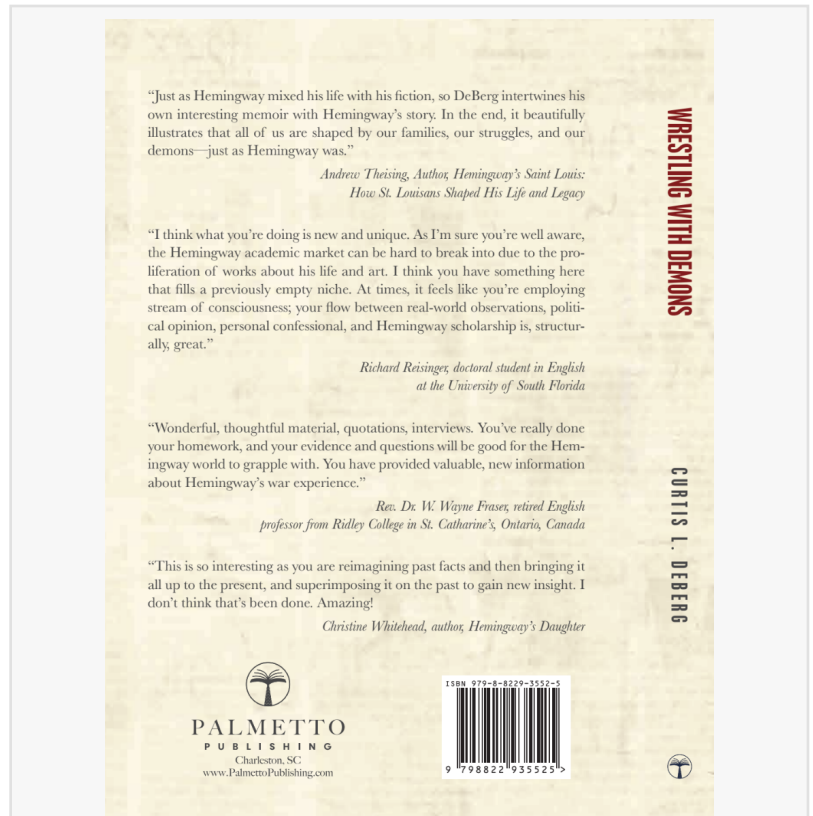 “Just as Hemingway mixed his life with his fiction, so DeBerg intertwines his
own interesting memoir with Hemingway’s story. In the end, it beautifully
illustrates that all of us are shaped by our families, our struggles, and our
demons—just as Hemingway was.”
Andrew Theising, Author, Hemingway’s Saint Louis:
How St. Louisans Shaped His Life and Legacy
“I think what you’re doing is new and unique. As I’m sure you’re well aware,
the Hemingway academic market can be hard to break into due to the pro-
liferation of works about his life and art. I think you have something here
that fills a previously empty niche. At times, it feels like you’re employing
stream of consciousness; your flow between real-world observations, politi-
cal opinion, personal confessional, and Hemingway scholarship is, structur-
ally, great.”
Richard Reisinger, doctoral student in English
at the University of South Florida
“Wonderful, thoughtful material, quotations, interviews. You’ve really done
your homework, and your evidence and questions will be good for the Hem-
ingway world to grapple with. You have provided valuable, new information
about Hemingway’s war experience.”
Rev. Dr. W. Wayne Fraser, retired English
professor from Ridley College in St. Catharine’s, Ontario, Canada
“This is so interesting as you are reimagining past facts and then bringing it
all up to the present, and superimposing it on the past to gain new insight. I
don’t think that’s been done. Amazing!
Christine Whitehead, author, Hemingway’s Daughter
PALMETTO
PUBLISHING
Charleston, SC
www.PalmettoPublishing.com
ISBN 979-8-8229-3552-5
9 798822 935525>
WRESTLING WITH DEMONS
CURTIS L. DEBERG